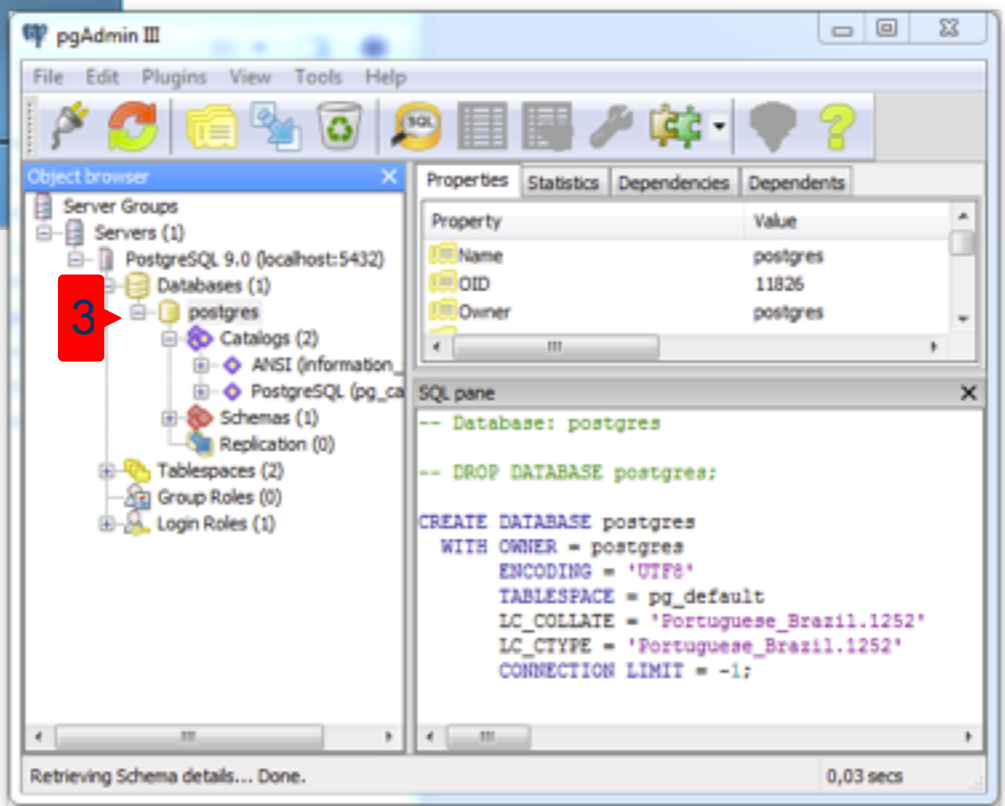 pgAdmin III
File Edit Plugins View Tools Help
SQL
Object browser
Server Groups
Servers (1)
PostgreSQL 9.0 (localhost:5432)
Databases (1)
3
postgres
Catalogs (2)
ANSI (information_
PostgreSQL (pg_ca
Schemas (1)
Replication (0)
Tablespaces (2)
Group Roles (0)
Login Roles (1)
Properties Statistics Dependencies Dependents
Property Value
Name postgres
OID 11826
Owner postgres
SQL pane
-- Database: postgres
-- DROP DATABASE postgres;
CREATE DATABASE postgres
WITH OWNER = postgres
ENCODING = 'UTF8'
TABLESPACE = pg_default
LC_COLLATE = 'Portuguese_Brazil.1252'
LC_CTYPE = 'Portuguese_Brazil.1252'
CONNECTION LIMIT = -1;
Retrieving Schema details... Done. 0,03 secs